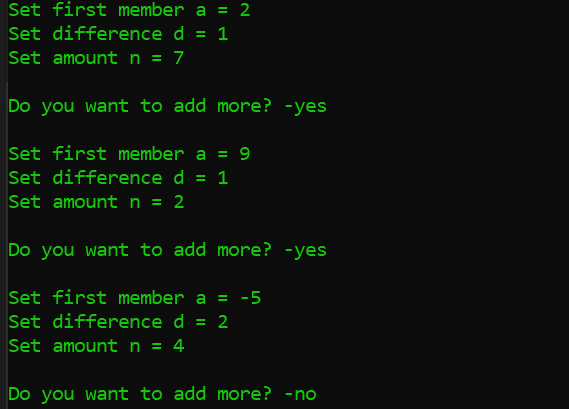 Set first member a = 2
Set difference d = 1
Set amount n = 7
Do you want to add more? -yes
Set first member a = 9
Set difference d = 1
Set amount n = 2
Do you want to add more? -yes
Set first member a = -5
Set difference d = 2
Set amount n = 4
Do you want to add more? -no